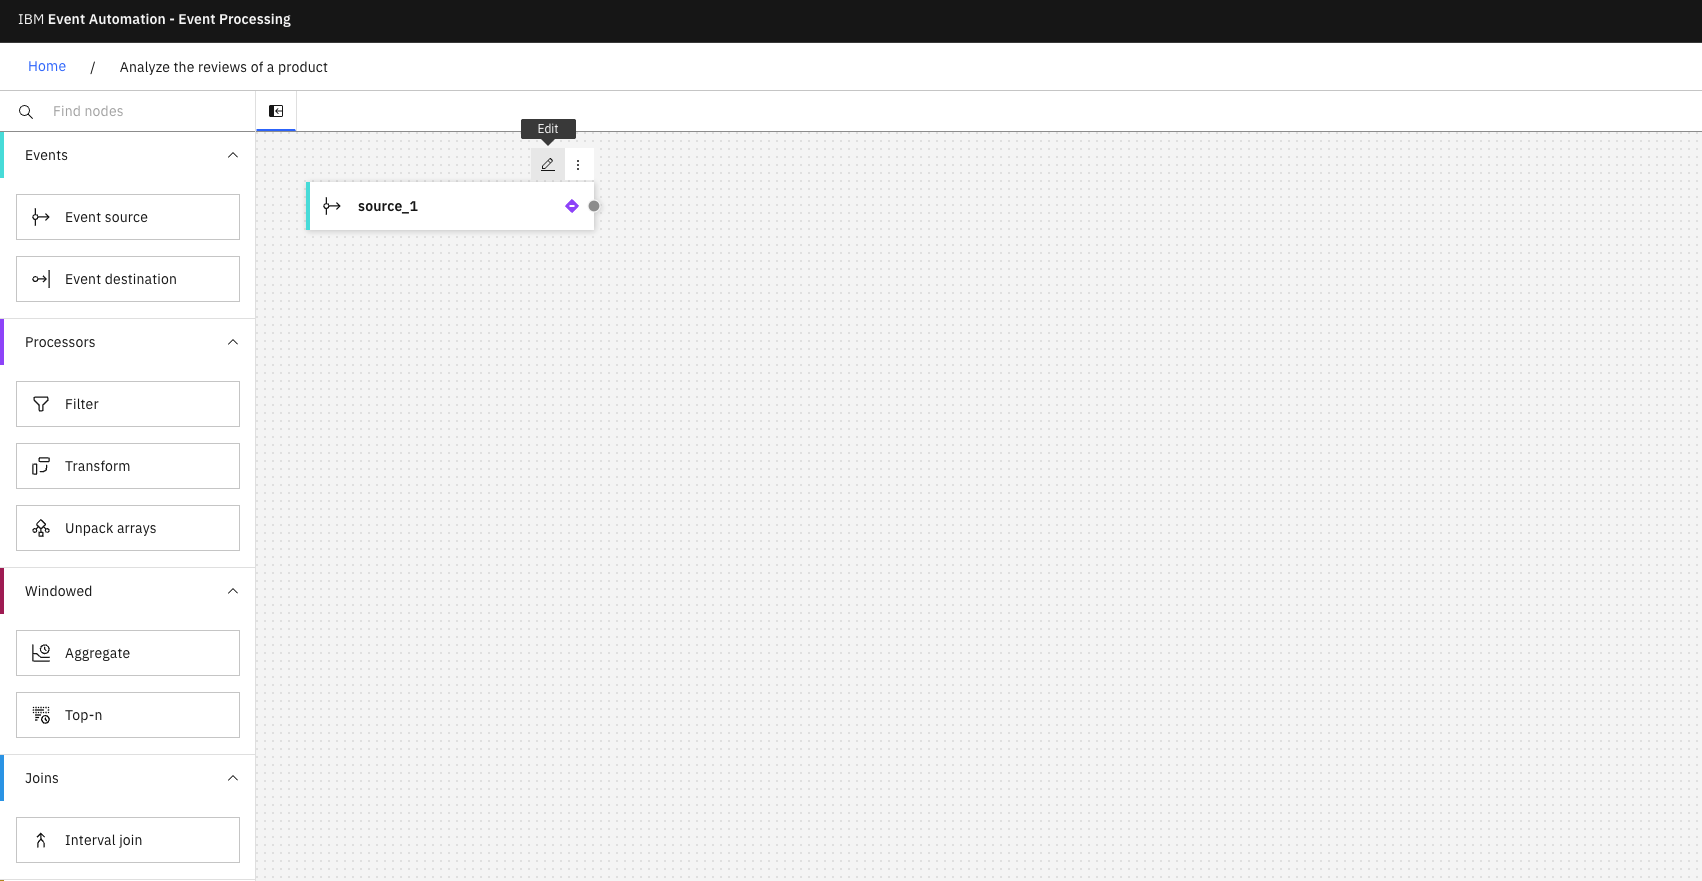 IBM Event Automation - Event Processing
Home / Analyze the reviews of a product
Find nodes
Events
Event source
Event destination
Processors
Filter
Transform
Unpack arrays
Windowed
Aggregate
Top-n
Joins
Interval join
Edit
source_1